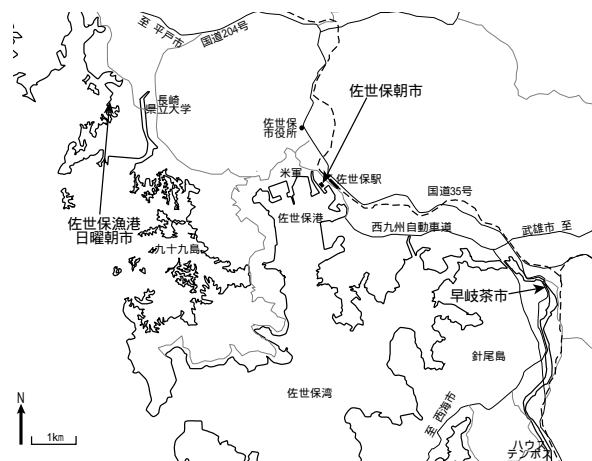 至 平戸市
国道204号
長崎
県立大学
佐世保
市役所
佐世保朝市
米軍
佐世保駅
国道35号
佐世保漁港
日曜朝市
佐世保港
西九州自動車道
武雄市 至
九十九島
早岐茶市
針尾島
佐世保湾
至 西海市
N
1km
ハウス
テンボス